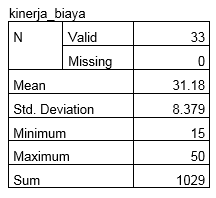 kinerja_biaya
N Valid 33
Missing 0
Mean 31.18
Std. Deviation 8.379
Minimum 15
Maximum 50
Sum 1029